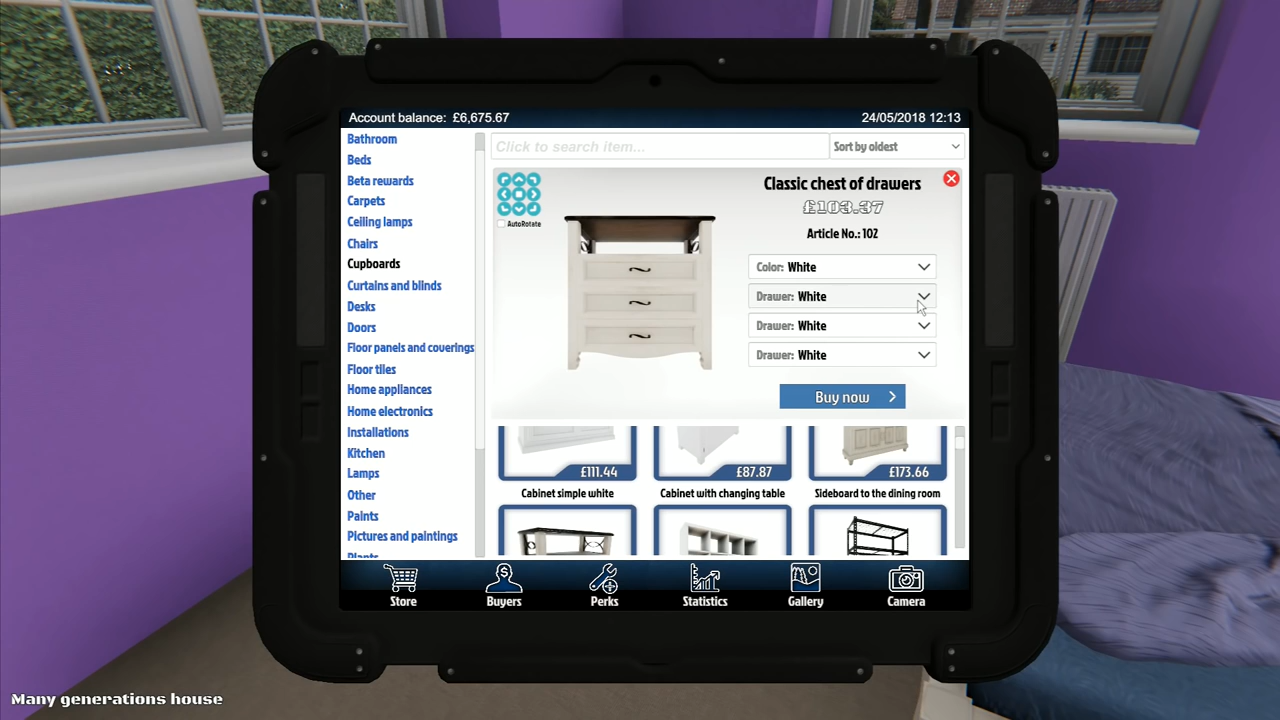 Account balance: £6,675.67
24/05/2018 12:13
Bathroom
Beds
Beta rewards
Carpets
Ceiling lamps
Chairs
Cupboards
Curtains and blinds
Desks
Doors
Floor panels and coverings
Floor tiles
Home appliances
Home electronics
Installations
Kitchen
Lamps
Other
Paints
Pictures and paintings
Plants
Click to search item...
Sort by oldest
AutoRotate
Classic chest of drawers
£103.37
Article No.: 102
Color: White
Drawer: White
Drawer: White
Drawer: White
Buy now
£111.44
£87.87
£173.66
Cabinet simple white
Cabinet with changing table
Sideboard to the dining room
Store
Buyers
Perks
Statistics
Gallery
Camera
Many generations house